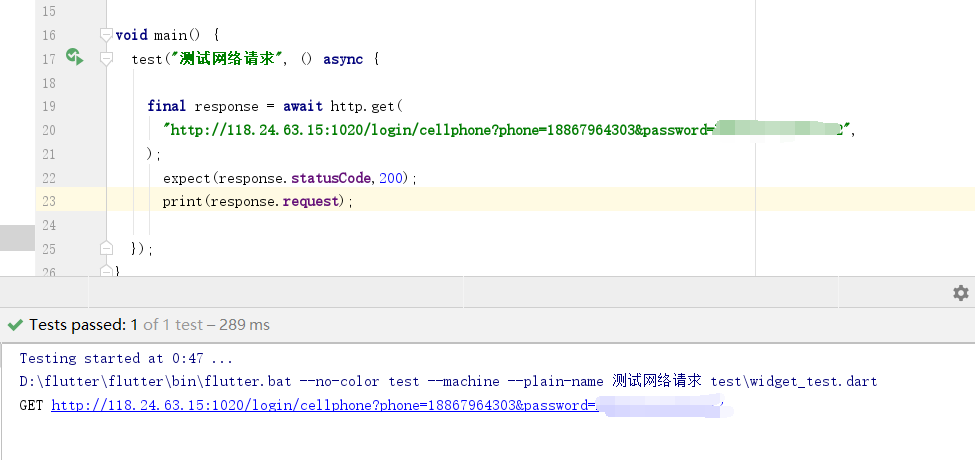 15
16 void main() {
17 test("测试网络请求", () async {
18
19 final response = await http.get(
20 "http://118.24.63.15:1020/login/cellphone?phone=18867964303&password=
21 );
22 expect(response.statusCode,200);
23 print(response.request);
24
25 });
26 }
Tests passed: 1 of 1 test – 289 ms
Testing started at 0:47 ...
D:\flutter\flutter\bin\flutter.bat --no-color test --machine --plain-name 测试网络请求 test\widget_test.dart
GET http://118.24.63.15:1020/login/cellphone?phone=18867964303&password=